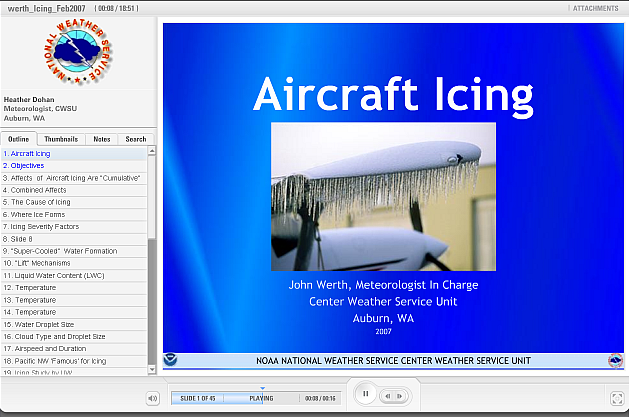 werth_Icing_Feb2007 ( 00:08 / 18:51 )
ATTACHMENTS
NATIONAL WEATHER SERVICE
Heather Dohan
Meteorologist, CWSU
Auburn, WA
Outline Thumbnails Notes Search
1. Aircraft Icing
2. Objectives
3. Affects of Aircraft Icing Are "Cumulative"
4. Combined Affects
5. The Cause of Icing
6. Where Ice Forms
7. Icing Severity Factors
8. Slide 8
9. "Super-Cooled" Water Formation
10. "Lift" Mechanisms
11. Liquid Water Content (LWC)
12. Temperature
13. Temperature
14. Temperature
15. Water Droplet Size
16. Cloud Type and Droplet Size
17. Airspeed and Duration
18. Pacific NW 'Famous' for Icing
19. Icing Study by UW
Aircraft Icing
John Werth, Meteorologist In Charge
Center Weather Service Unit
Auburn, WA
2007
NOAA NATIONAL WEATHER SERVICE CENTER WEATHER SERVICE UNIT
SLIDE 1 OF 45 PLAYING 00:08 / 00:16